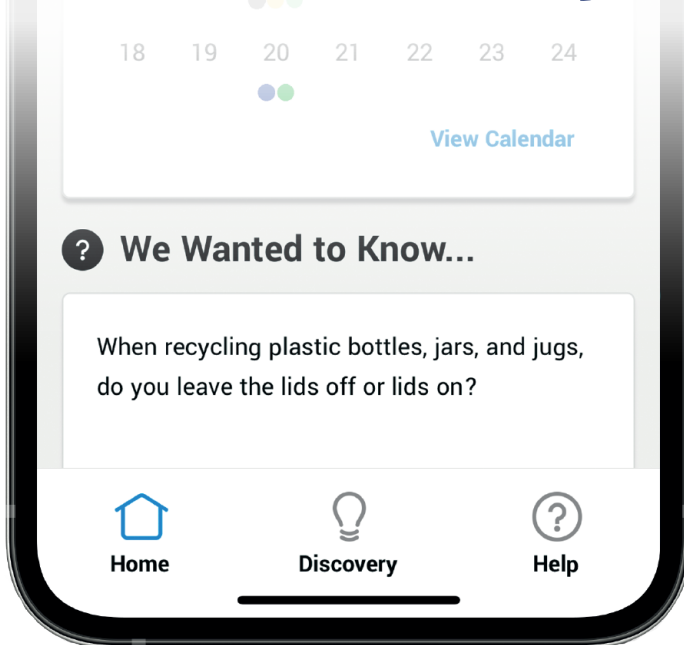 18 19 20 21 22 23 24
View Calendar
? We Wanted to Know...
When recycling plastic bottles, jars, and jugs,
do you leave the lids off or lids on?
?
Home Discovery Help